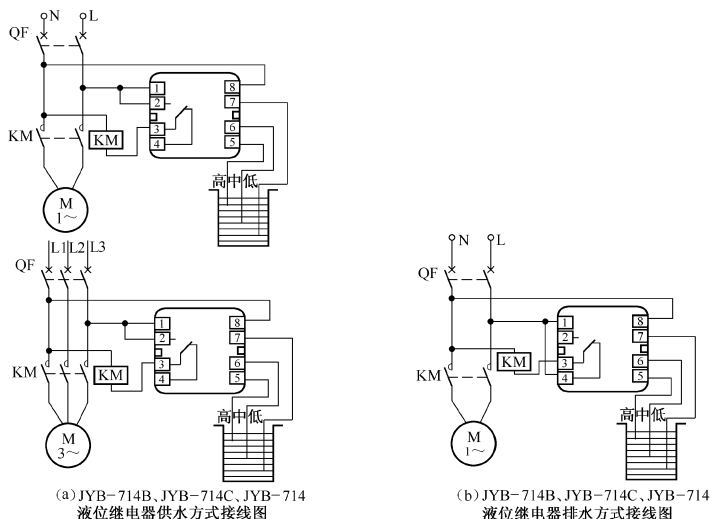 N L
QF
1 8
2 7
3 6
4 5
KM KM
高中低
M
1～
L1 L2 L3
QF
1 8
2 7
3 6
4 5
KM KM
高中低
M
3～
(a) JYB-714B、JYB-714C、JYB-714
液位继电器供水方式接线图
N L
QF
1 8
2 7
3 6
4 5
KM KM
高中低
M
1～
(b) JYB-714B、JYB-714C、JYB-714
液位继电器排水方式接线图